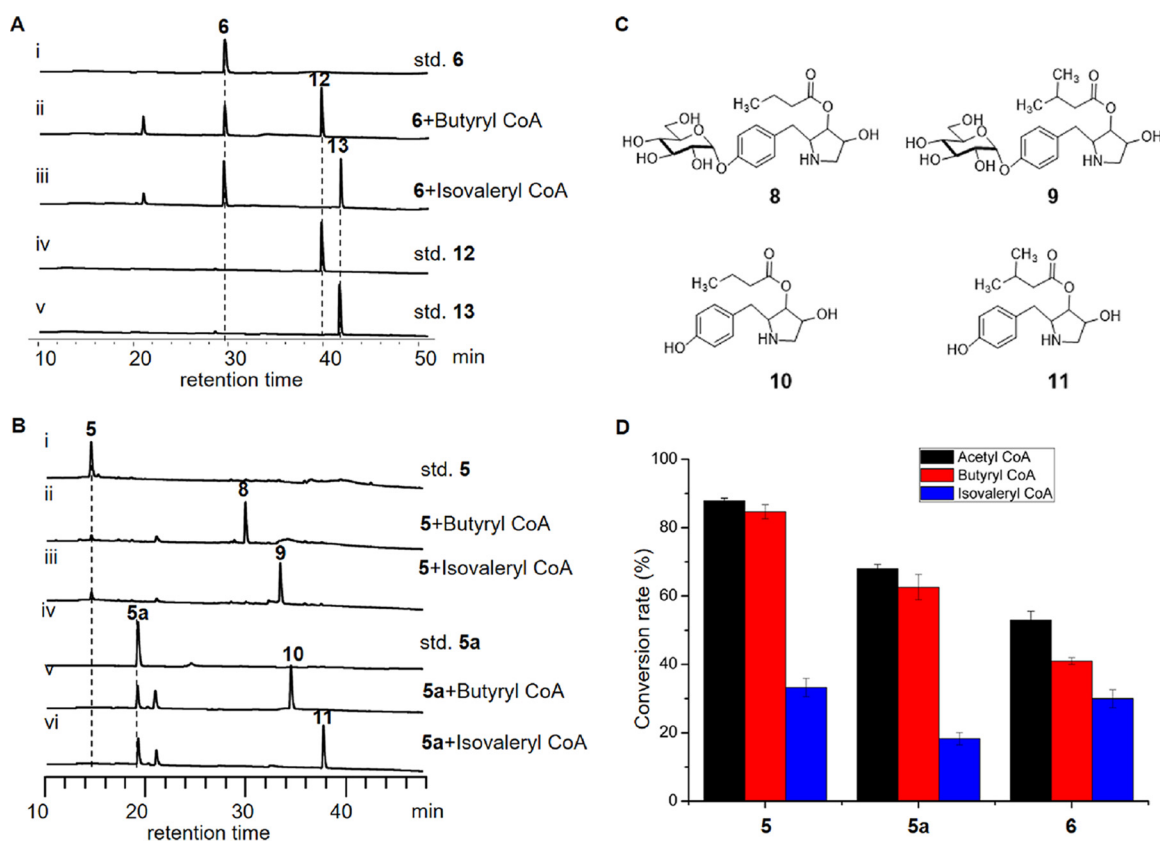 A
i
6
std. 6
ii
12
6+Butyryl CoA
iii
13
6+Isovaleryl CoA
iv
std. 12
v
std. 13
10 20 30 40 50 min
retention time
B
i
5
std. 5
ii
8
5+Butyryl CoA
iii
9
5+Isovaleryl CoA
iv
5a
std. 5a
v
10
5a+Butyryl CoA
vi
11
5a+Isovaleryl CoA
10 20 30 40 min
retention time
C
H3C
O
O
OH
HO
HO
HO
OH
O
O
HN
8
CH3
H3C
O
O
OH
HO
HO
HO
OH
O
O
HN
9
H3C
O
O
OH
HO
HN
10
CH3
H3C
O
O
OH
HO
HN
11
D
Acetyl CoA
Butyryl CoA
Isovaleryl CoA
Conversion rate (%)
100
80
60
40
20
0
5 5a 6